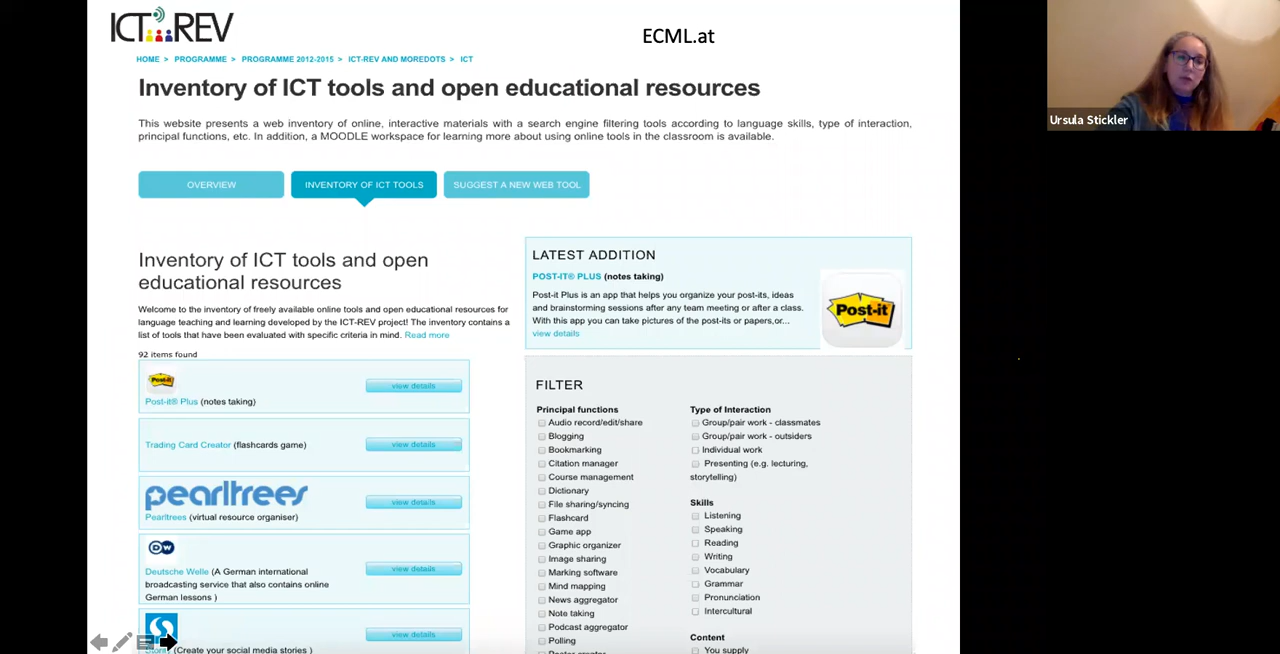 ICT REV
ECML.at
HOME > PROGRAMME > PROGRAMME 2012-2015 > ICT-REV AND MOREDOTS > ICT
Inventory of ICT tools and open educational resources
This website presents a web inventory of online, interactive materials with a search engine filtering tools according to language skills, type of interaction,
principal functions, etc. In addition, a MOODLE workspace for learning more about using online tools in the classroom is available.
OVERVIEW
INVENTORY OF ICT TOOLS
SUGGEST A NEW WEB TOOL
Inventory of ICT tools and open
educational resources
Welcome to the inventory of freely available online tools and open educational resources for
language teaching and learning developed by the ICT-REV project! The inventory contains a
list of tools that have been evaluated with specific criteria in mind. Read more
92 items found
Post-it
Post-it® Plus (notes taking)
view details
Trading Card Creator (flashcards game)
view details
pearltrees
Pearltrees (virtual resource organiser)
view details
DW
Deutsche Welle (A German international
broadcasting service that also contains online
German lessons )
view details
(Create your social media stories )
view details
LATEST ADDITION
POST-IT® PLUS (notes taking)
Post-it Plus is an app that helps you organize your post-its, ideas
and brainstorming sessions after any team meeting or after a class.
With this app you can take pictures of the post-its or papers,or...
view details
Post-it
FILTER
Principal functions
Audio record/edit/share
Blogging
Bookmarking
Citation manager
Course management
Dictionary
File sharing/syncing
Flashcard
Game app
Graphic organizer
Image sharing
Marking software
Mind mapping
News aggregator
Note taking
Podcast aggregator
Polling
Type of Interaction
Group/pair work - classmates
Group/pair work - outsiders
Individual work
Presenting (e.g. lecturing,
storytelling)
Skills
Listening
Speaking
Reading
Writing
Vocabulary
Grammar
Pronunciation
Intercultural
Content
You supply
Ursula Stickler